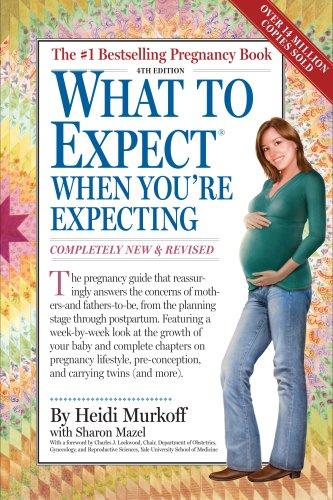 OVER 14 MILLION
COPIES SOLD
The #1 Bestselling Pregnancy Book
4TH EDITION
WHAT TO
EXPECT®
WHEN YOU'RE
EXPECTING
COMPLETELY NEW & REVISED
The pregnancy guide that reassur-
ingly answers the concerns of moth-
ers-and fathers-to-be, from the planning
stage through postpartum. Featuring a
week-by-week look at the growth of
your baby and complete chapters on
pregnancy lifestyle, pre-conception,
and carrying twins (and more).
By Heidi Murkoff
with Sharon Mazel
With a foreword by Charles J. Lockwood, Chair, Department of Obstetrics,
Gynecology, and Reproductive Sciences, Yale University School of Medicine